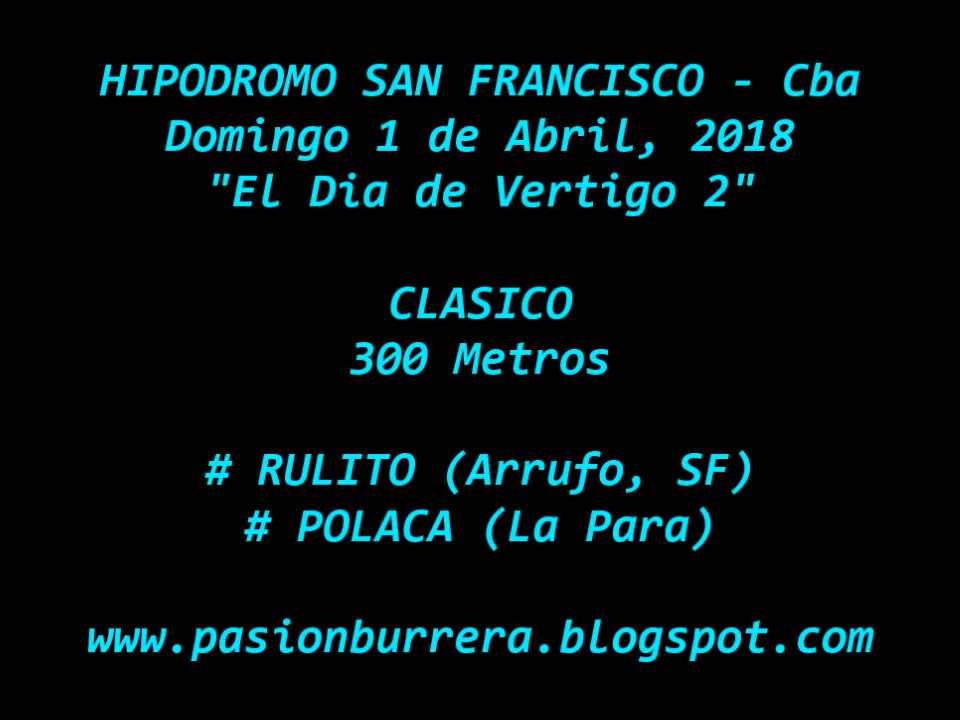 HIPODROMO SAN FRANCISCO - Cba
Domingo 1 de Abril, 2018
"El Dia de Vertigo 2"
CLASICO
300 Metros
# RULITO (Arrufo, SF)
# POLACA (La Para)
www.pasionburrera.blogspot.com